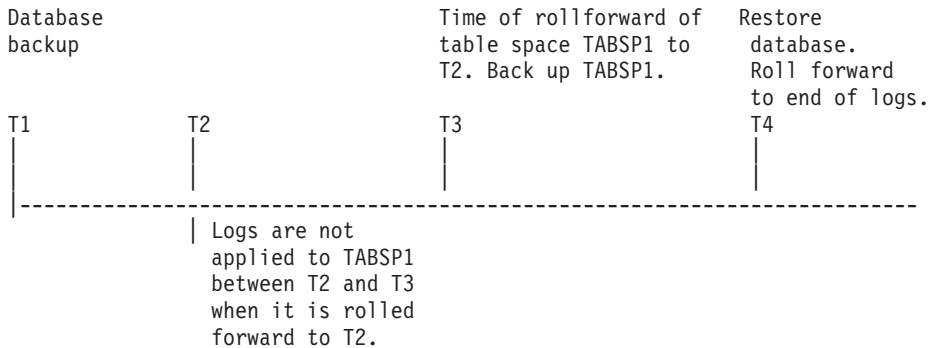 Database                    Time of rollforward of   Restore
backup                      table space TABSP1 to    database.
T2. Back up TABSP1.    Roll forward
to end of logs.
T1             T2                    T3                         T4
Logs are not
applied to TABSP1
between T2 and T3
when it is rolled
forward to T2.